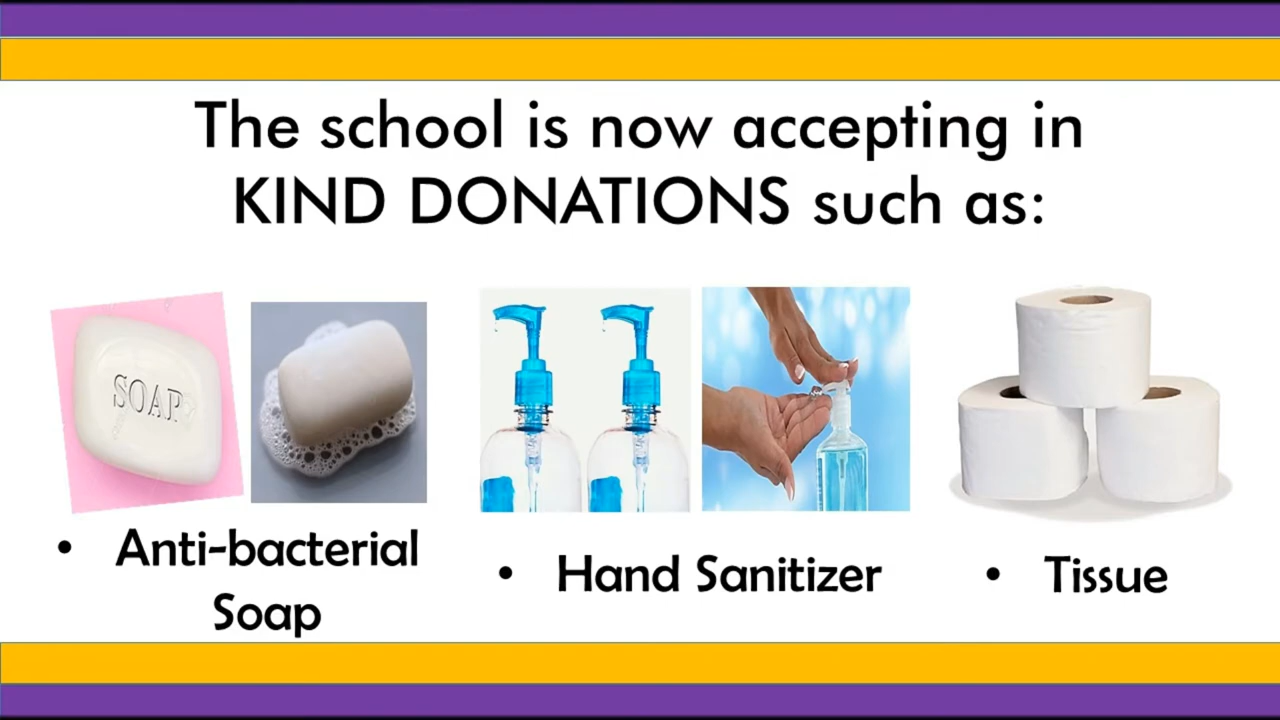 The school is now accepting in
KIND DONATIONS such as:
SOAP
• Anti-bacterial
Soap
• Hand Sanitizer
• Tissue